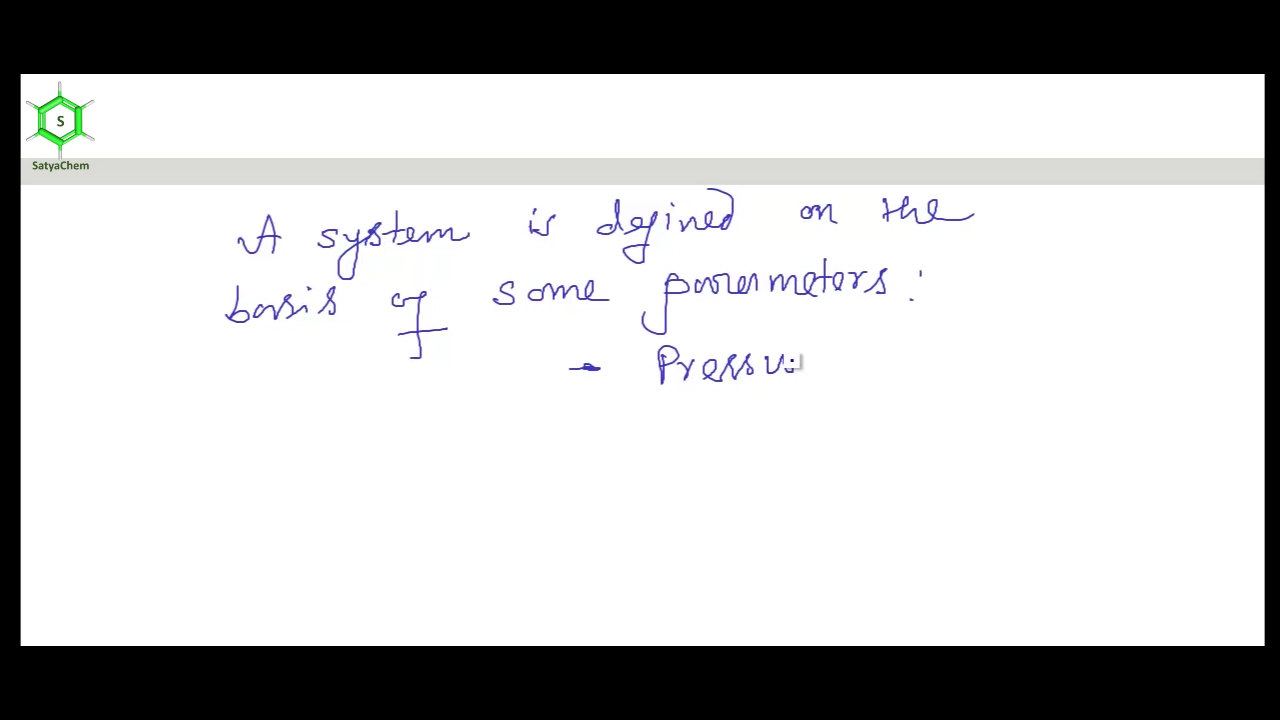 S
SatyaChem
A system is defined on the
basis of some parameters :
- Pressu